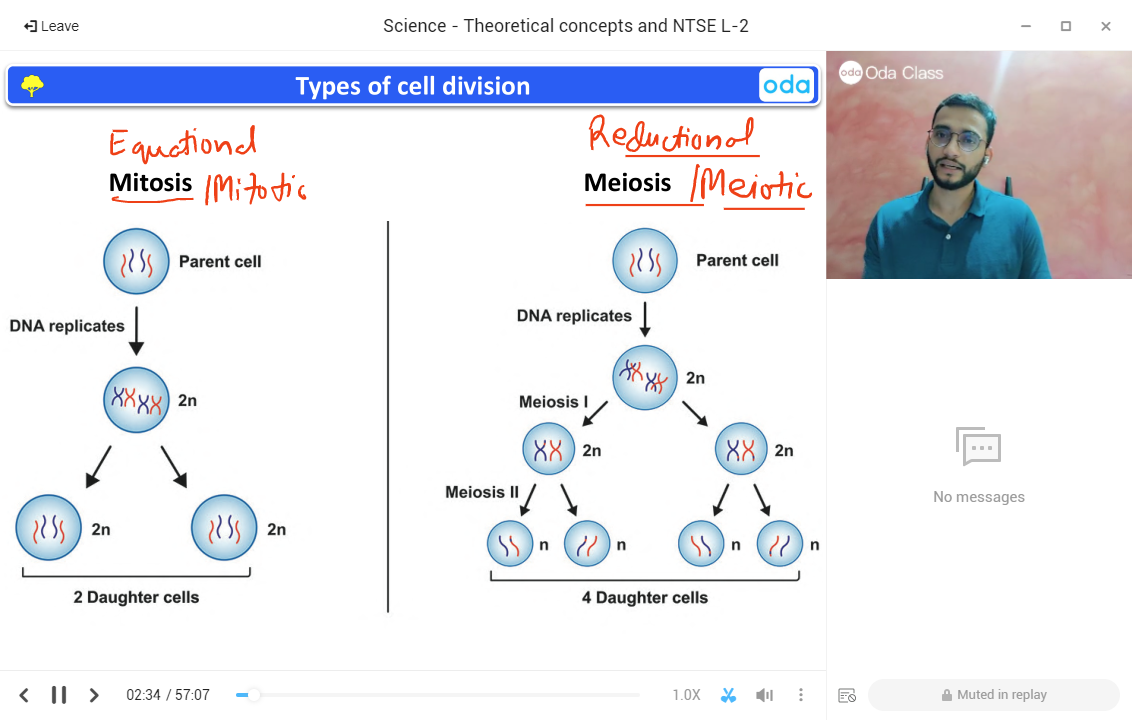 Leave
Science - Theoretical concepts and NTSE L-2
Types of cell division
oda
oda Oda Class
Equational
Mitosis /Mitotic
Reductional
Meiosis /Meiotic
Parent cell
DNA replicates
2n
2n
2n
2 Daughter cells
Parent cell
DNA replicates
2n
Meiosis I
2n
2n
Meiosis II
n
n
n
n
4 Daughter cells
No messages
02:34 / 57:07
1.0X
Muted in replay